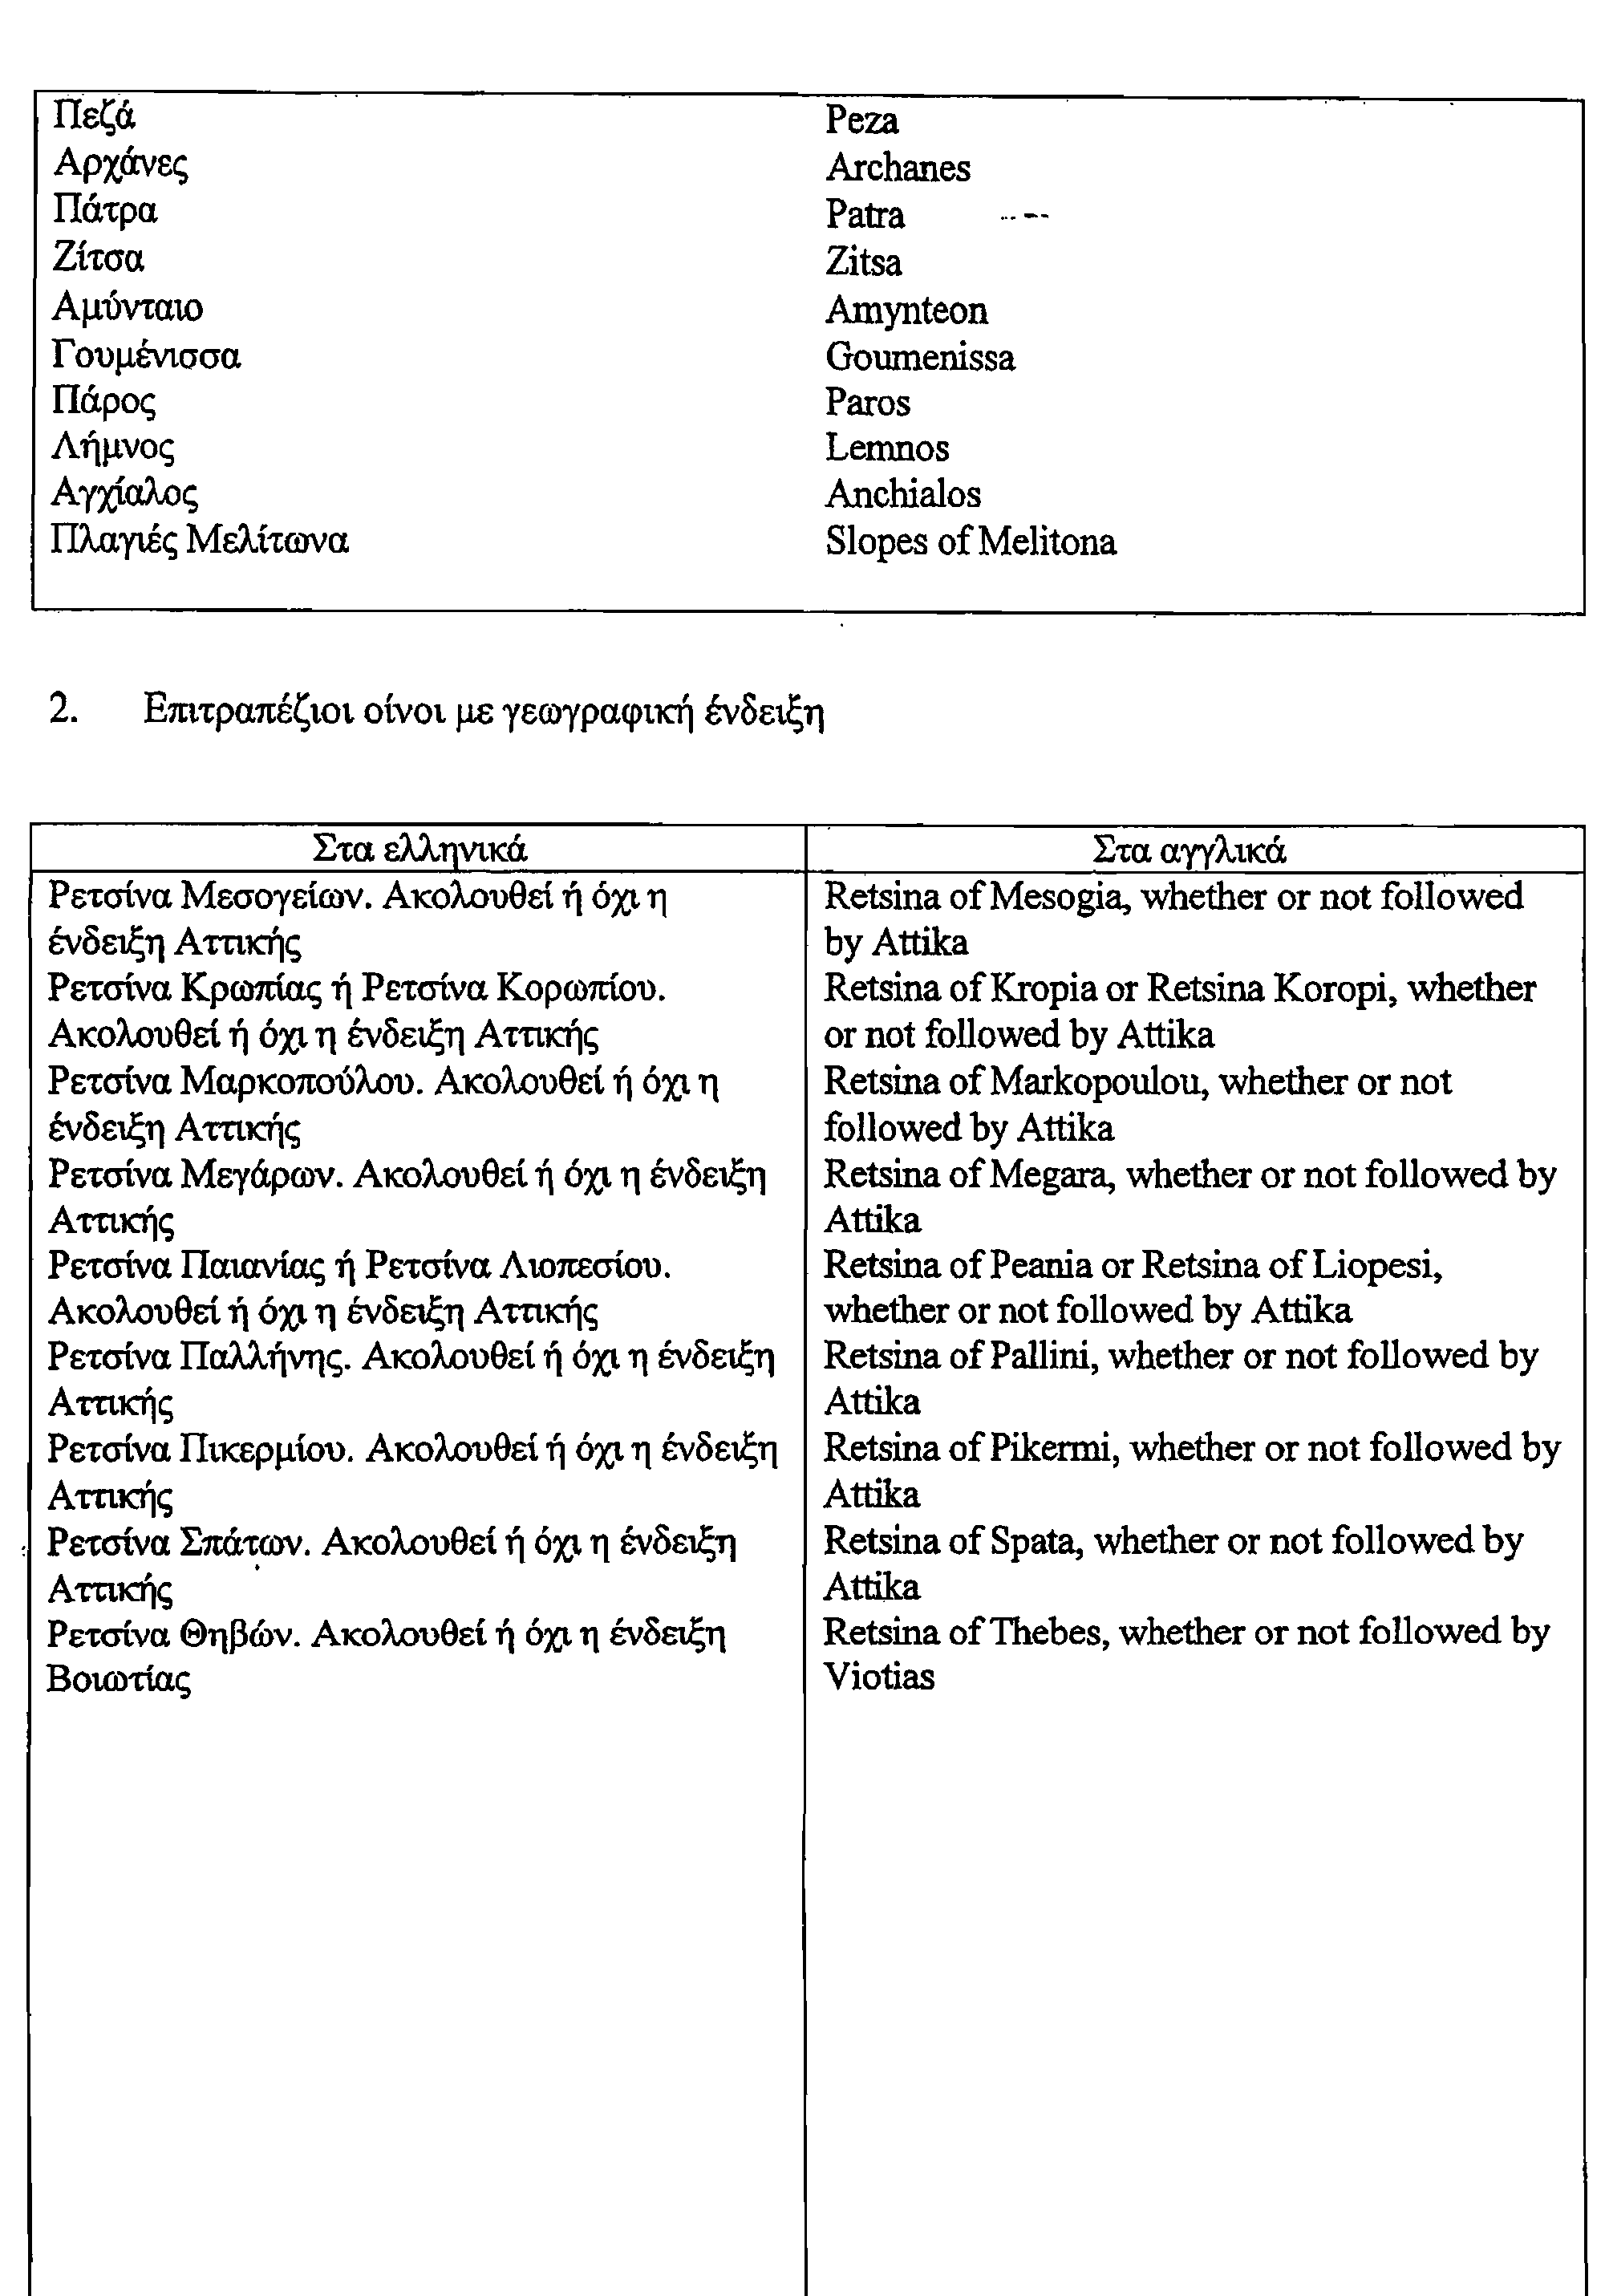 Πεζά Peza
Αρχάνες Archanes
Πάτρα Patra
Ζίτσα Zitsa
Αμύνταιο Amynteon
Γουμένισσα Goumenissa
Πάρος Paros
Λήμνος Lemnos
Αγχίαλος Anchialos
Πλαγιές Μελίτωνα Slopes of Melitona
2. Επιτραπέζιοι οίνοι με γεωγραφική ένδειξη
Στα ελληνικά Στα αγγλικά
Ρετσίνα Μεσογείων. Ακολουθεί ή όχι η Retsina of Mesogia, whether or not followed
ένδειξη Αττικής by Attika
Ρετσίνα Κρωπίας ή Ρετσίνα Κορωπίου. Retsina of Kropia or Retsina Koropi, whether
Ακολουθεί ή όχι η ένδειξη Αττικής or not followed by Attika
Ρετσίνα Μαρκοπούλου. Ακολουθεί ή όχι η Retsina of Markopoulou, whether or not
ένδειξη Αττικής followed by Attika
Ρετσίνα Μεγάρων. Ακολουθεί ή όχι η ένδειξη Retsina of Megara, whether or not followed by
Αττικής Attika
Ρετσίνα Παιανίας ή Ρετσίνα Λιοπεσίου. Retsina of Peania or Retsina of Liopesi,
Ακολουθεί ή όχι η ένδειξη Αττικής whether or not followed by Attika
Ρετσίνα Παλλήνης. Ακολουθεί ή όχι η ένδειξη Retsina of Pallini, whether or not followed by
Αττικής Attika
Ρετσίνα Πικερμίου. Ακολουθεί ή όχι η ένδειξη Retsina of Pikermi, whether or not followed by
Αττικής Attika
Ρετσίνα Σπάτων. Ακολουθεί ή όχι η ένδειξη Retsina of Spata, whether or not followed by
Αττικής Attika
Ρετσίνα Θηβών. Ακολουθεί ή όχι η ένδειξη Retsina of Thebes, whether or not followed by
Βοιωτίας Viotias